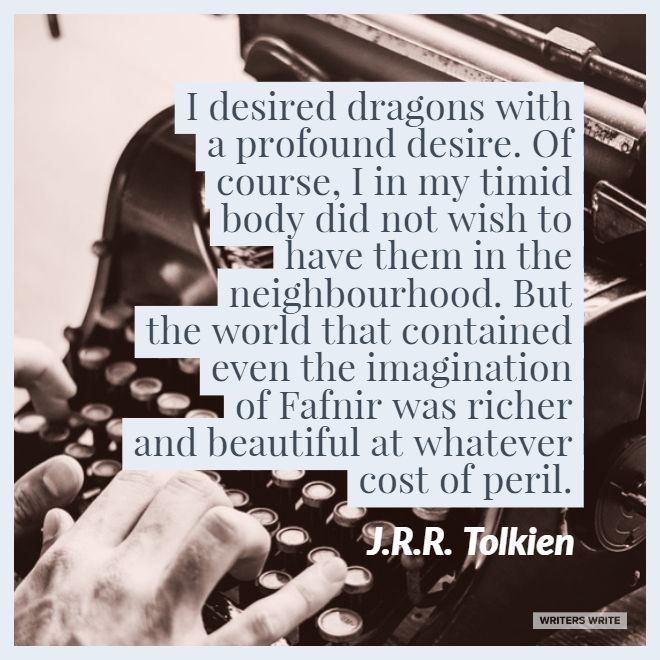 I desired dragons with
a profound desire. Of
course, I in my timid
body did not wish to
have them in the
neighbourhood. But
the world that contained
even the imagination
of Fafnir was richer
and beautiful at whatever
cost of peril.
J.R.R. Tolkien
WRITERS WRITE